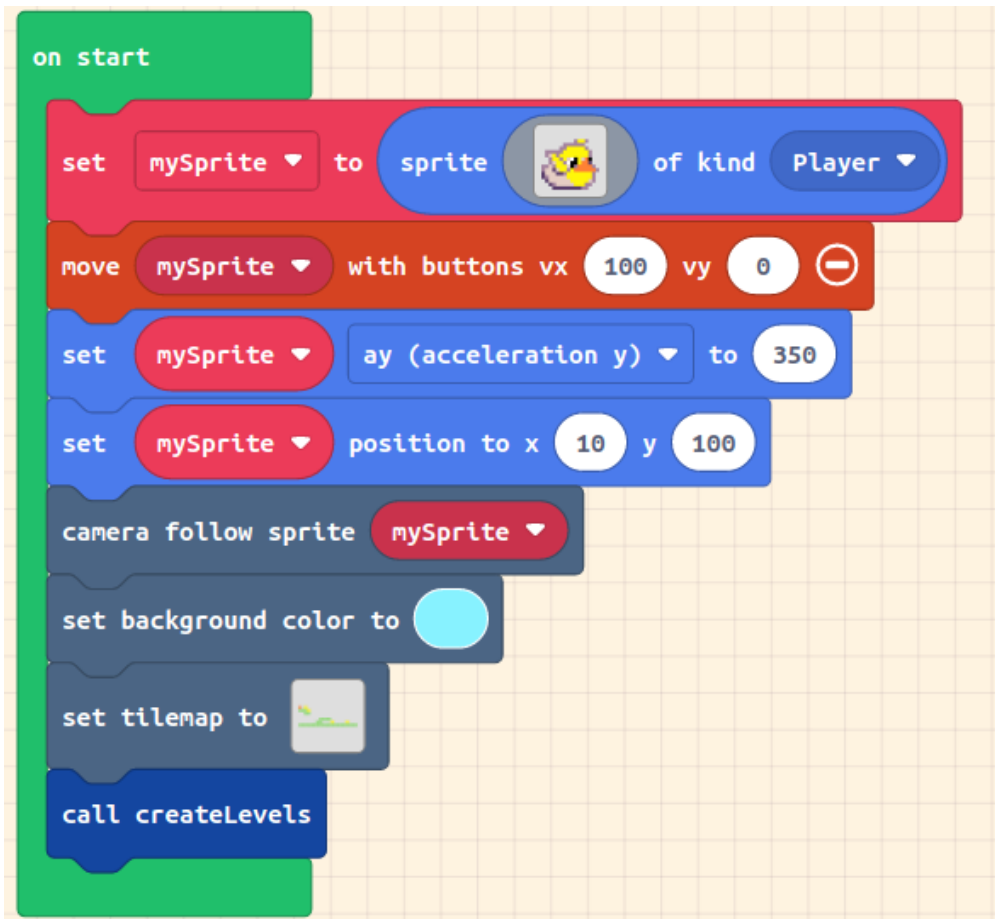 on start
set mySprite to sprite of kind Player
move mySprite with buttons vx 100 vy 0
set mySprite ay (acceleration y) to 350
set mySprite position to x 10 y 100
camera follow sprite mySprite
set background color to
set tilemap to
call createLevels